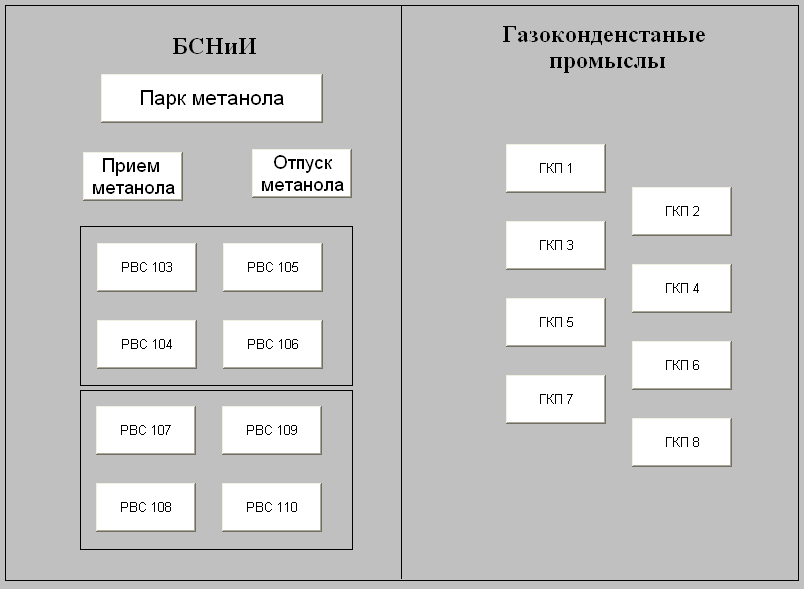 БСНиИ
Парк метанола
Прием
метанола
Отпуск
метанола
РВС 103
РВС 105
РВС 104
РВС 106
РВС 107
РВС 109
РВС 108
РВС 110
Газоконденстаные
промыслы
ГКП 1
ГКП 2
ГКП 3
ГКП 4
ГКП 5
ГКП 6
ГКП 7
ГКП 8